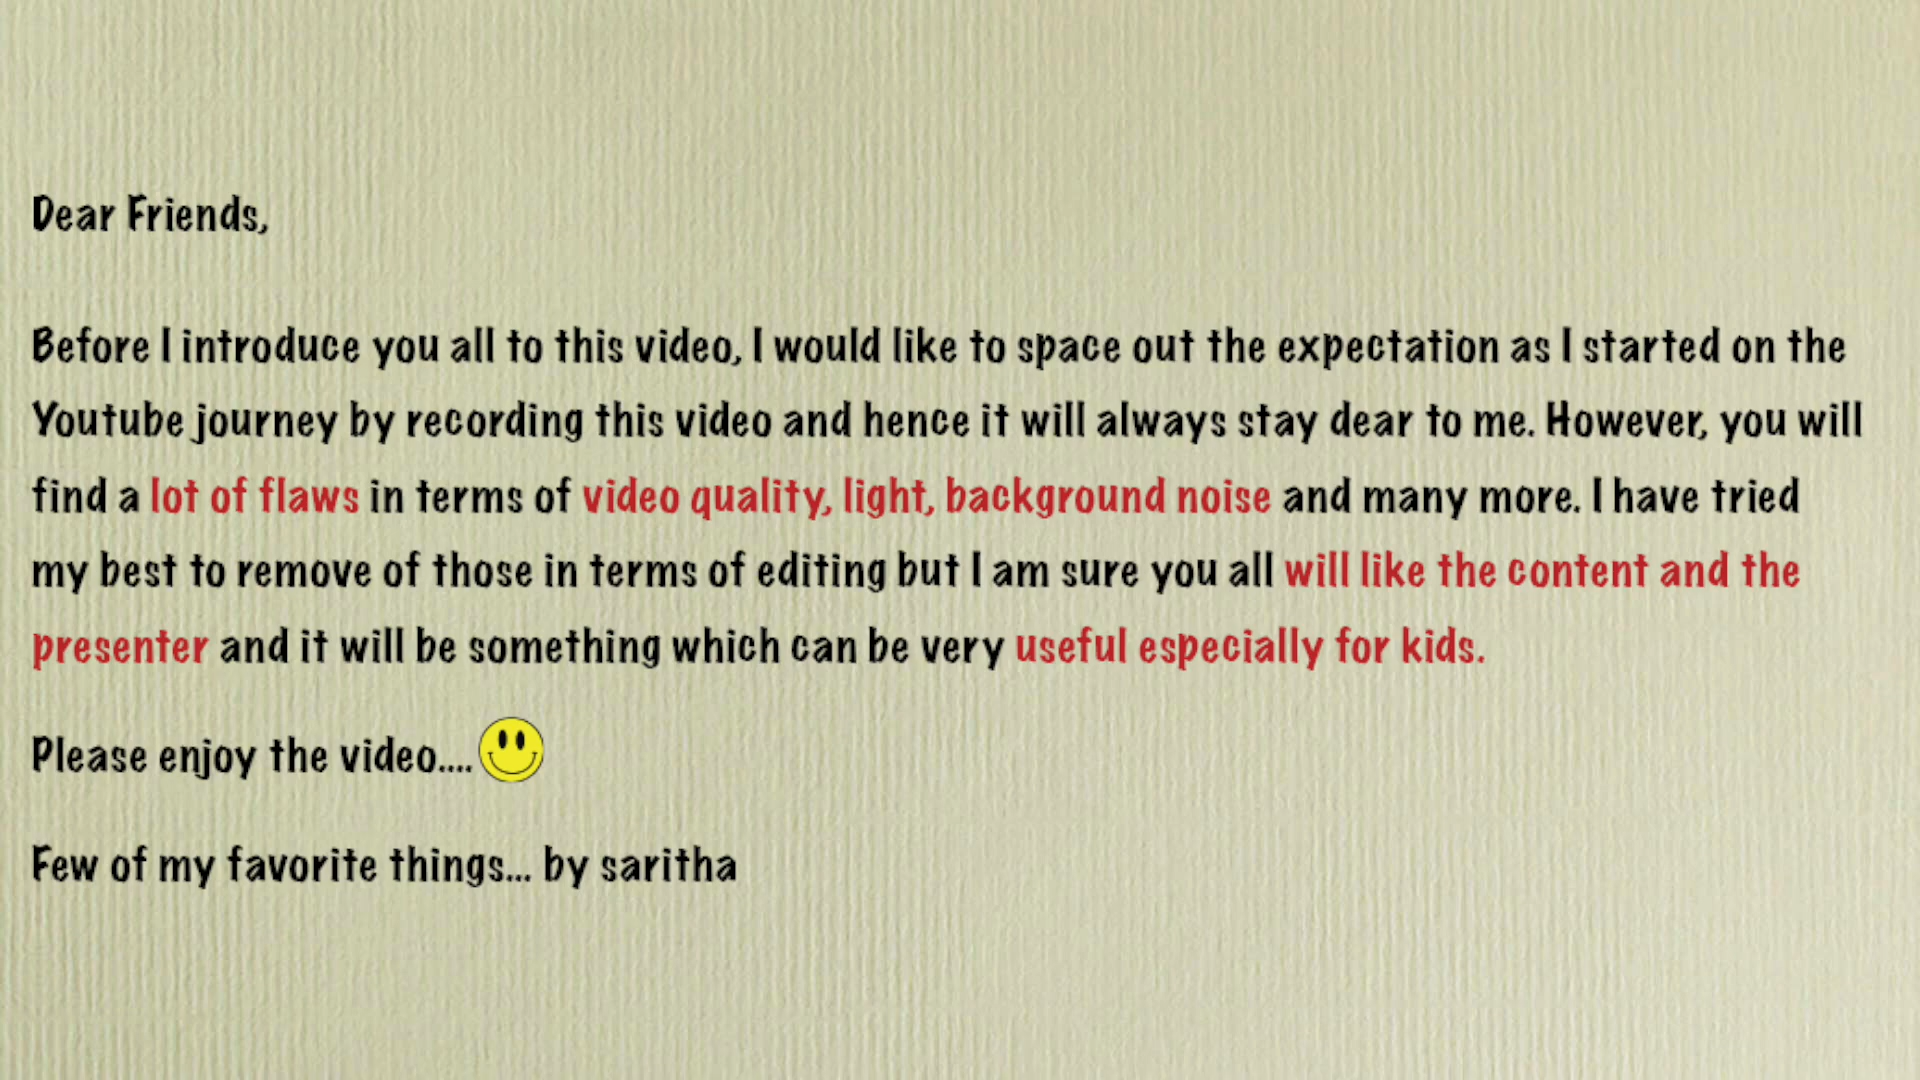 Dear Friends,
Before I introduce you all to this video, I would like to space out the expectation as I started on the
Youtube journey by recording this video and hence it will always stay dear to me. However, you will
find a lot of flaws in terms of video quality, light, background noise and many more. I have tried
my best to remove of those in terms of editing but I am sure you all will like the content and the
presenter and it will be something which can be very useful especially for kids.
Please enjoy the video....
Few of my favorite things... by saritha